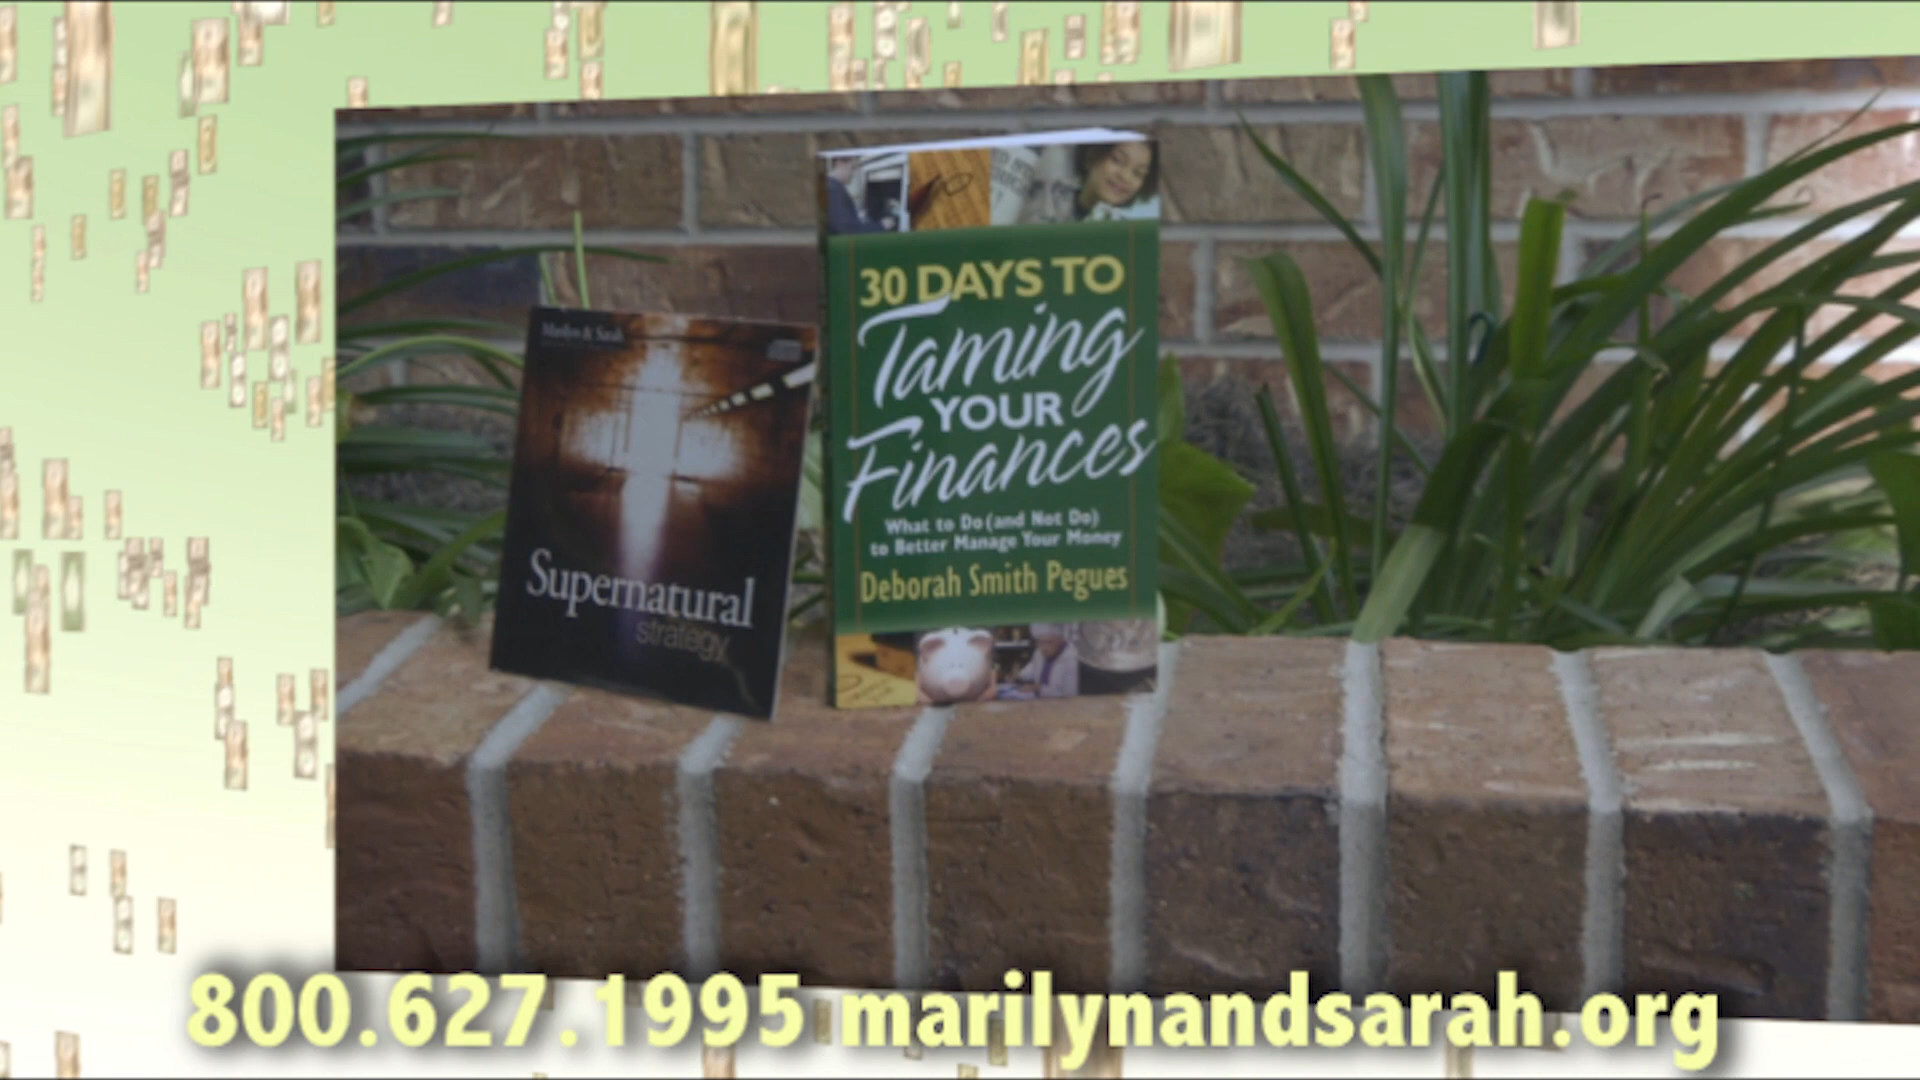 Marilyn & Sarah
Supernatural
strategy
30 DAYS TO
Taming
YOUR
Finances
What to Do (and Not Do)
to Better Manage Your Money
Deborah Smith Pegues
800.627.1995 marilynandsarah.org